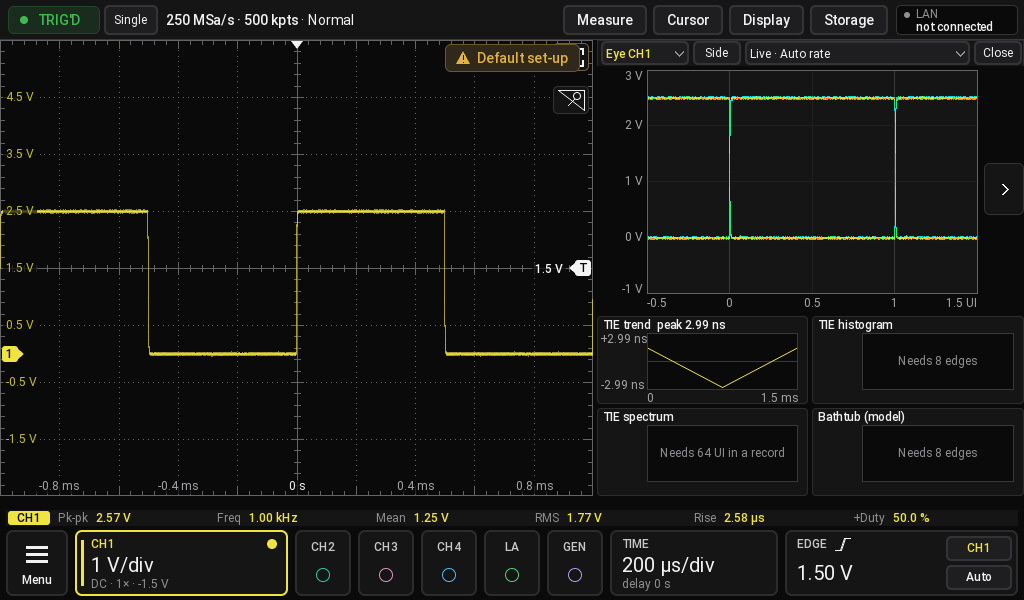 TRIG'D
Single
250 MSa/s · 500 kpts · Normal
Measure
Cursor
Display
Storage
LAN
not connected
Default set-up
4.5 V
3.5 V
2.5 V
1.5 V
0.5 V
-0.5 V
-1.5 V
1
1.5 V
T
-0.8 ms
-0.4 ms
0 s
0.4 ms
0.8 ms
Eye CH1
Side
Live · Auto rate
Close
3 V
2 V
1 V
0 V
-1 V
-0.5
0
0.5
1
1.5 UI
TIE trend peak 2.99 ns
+2.99 ns
-2.99 ns
0
1.5 ms
TIE histogram
Needs 8 edges
TIE spectrum
Needs 64 UI in a record
Bathtub (model)
Needs 8 edges
CH1
Pk-pk 2.57 V
Freq 1.00 kHz
Mean 1.25 V
RMS 1.77 V
Rise 2.58 µs
+Duty 50.0 %
Menu
CH1
1 V/div
DC · 1× · -1.5 V
CH2
CH3
CH4
LA
GEN
TIME
200 µs/div
delay 0 s
EDGE
1.50 V
CH1
Auto